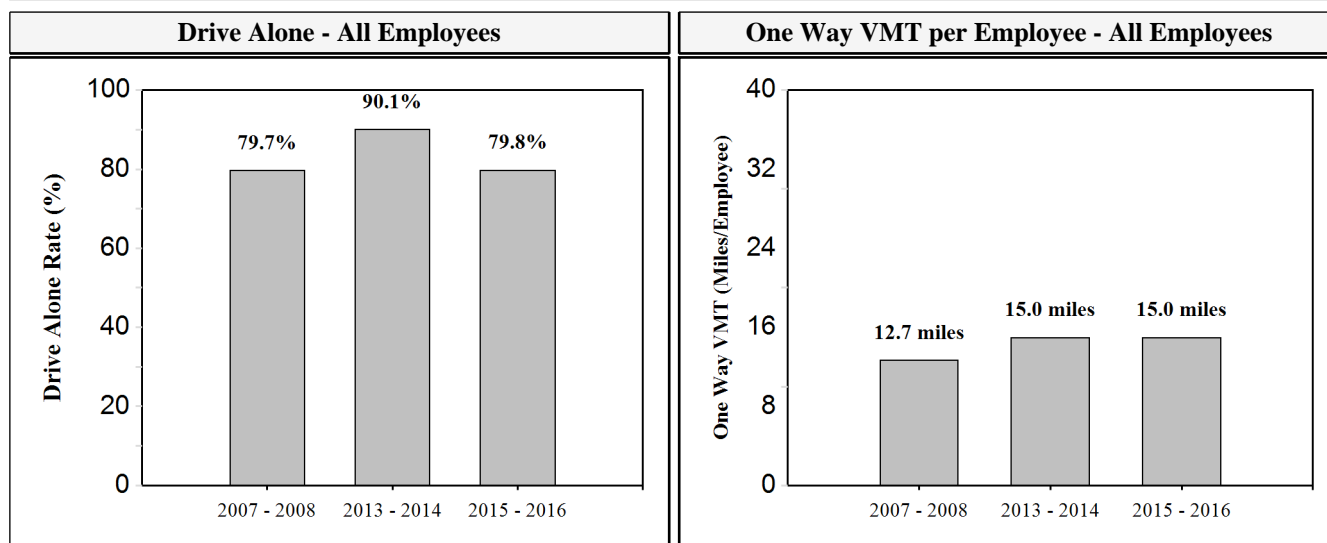 Drive Alone - All Employees
Drive Alone Rate (%)
100
80
60
40
20
0
79.7%
90.1%
79.8%
2007 - 2008
2013 - 2014
2015 - 2016
One Way VMT per Employee - All Employees
One Way VMT (Miles/Employee)
40
32
24
16
8
0
12.7 miles
15.0 miles
15.0 miles
2007 - 2008
2013 - 2014
2015 - 2016